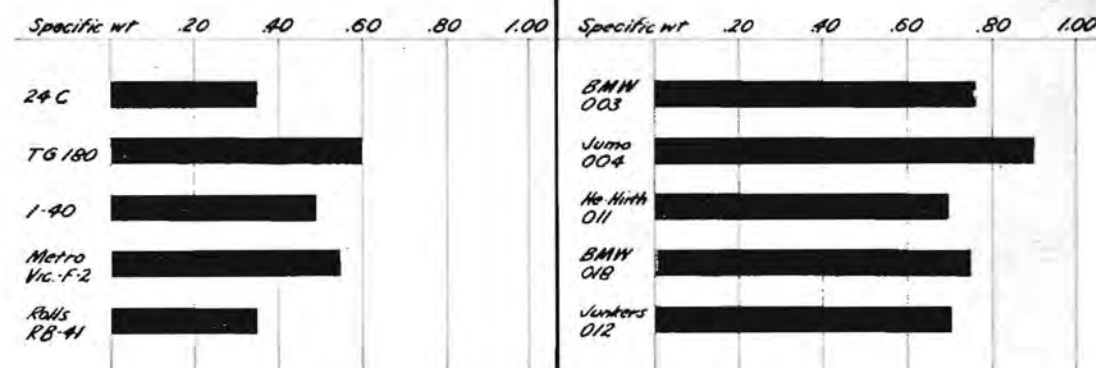 Specific wt .20 .40 .60 .80 1.00
24 C
TG 180
I-40
Metro
Vic.-F-2
Rolls
RB-41
Specific wt .20 .40 .60 .80 1.00
BMW
003
Jumo
004
He-Hirth
011
BMW
018
Junkers
012